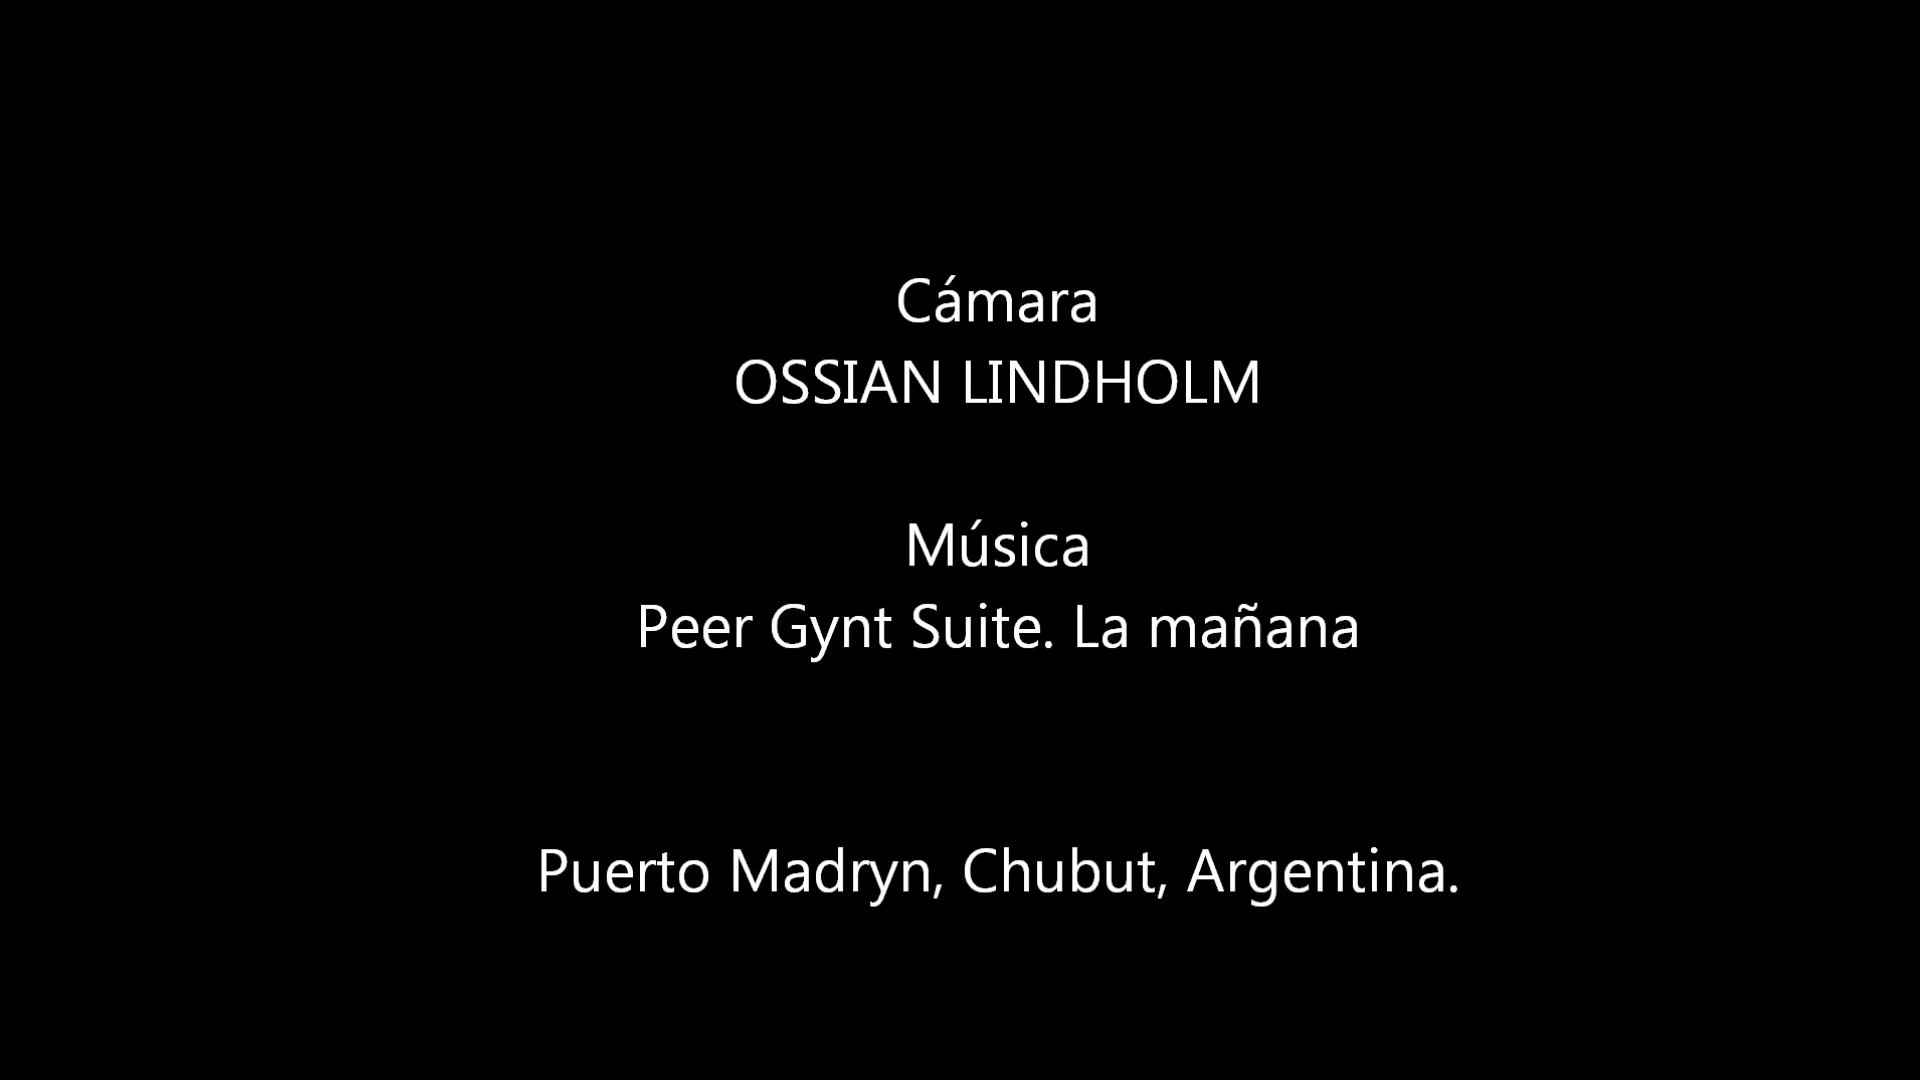 Cámara
OSSIAN LINDHOLM
Música
Peer Gynt Suite. La mañana
Puerto Madryn, Chubut, Argentina.